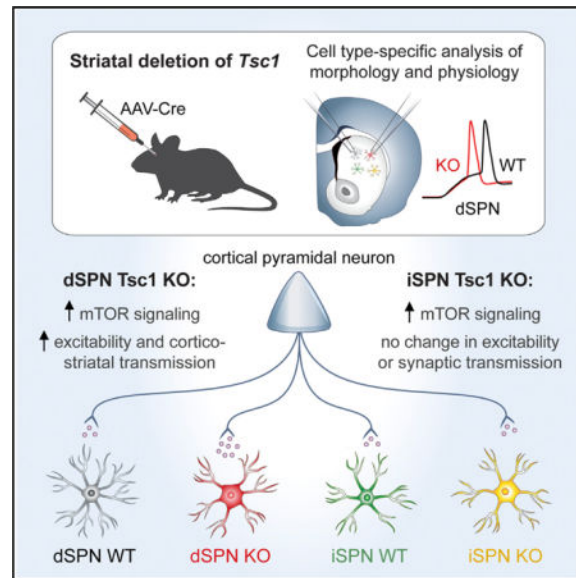 Striatal deletion of Tsc1
AAV-Cre
Cell type-specific analysis of
morphology and physiology
KO
WT
dSPN
cortical pyramidal neuron
dSPN Tsc1 KO:
↑ mTOR signaling
↑ excitability and cortico-
striatal transmission
iSPN Tsc1 KO:
↑ mTOR signaling
no change in excitability
or synaptic transmission
dSPN WT
dSPN KO
iSPN WT
iSPN KO